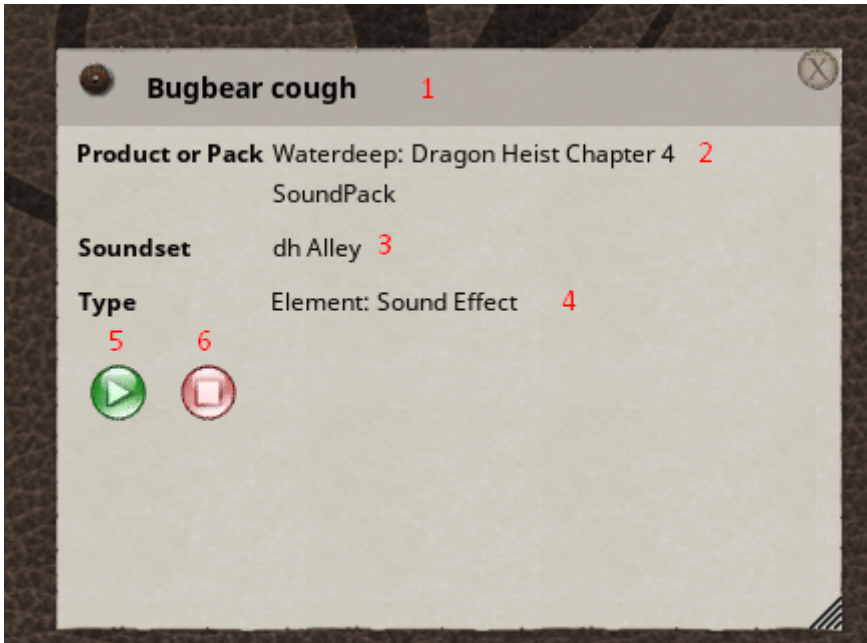 Bugbear cough 1
X
Product or Pack Waterdeep: Dragon Heist Chapter 4 2
SoundPack
Soundset dh Alley 3
Type Element: Sound Effect 4
5 6